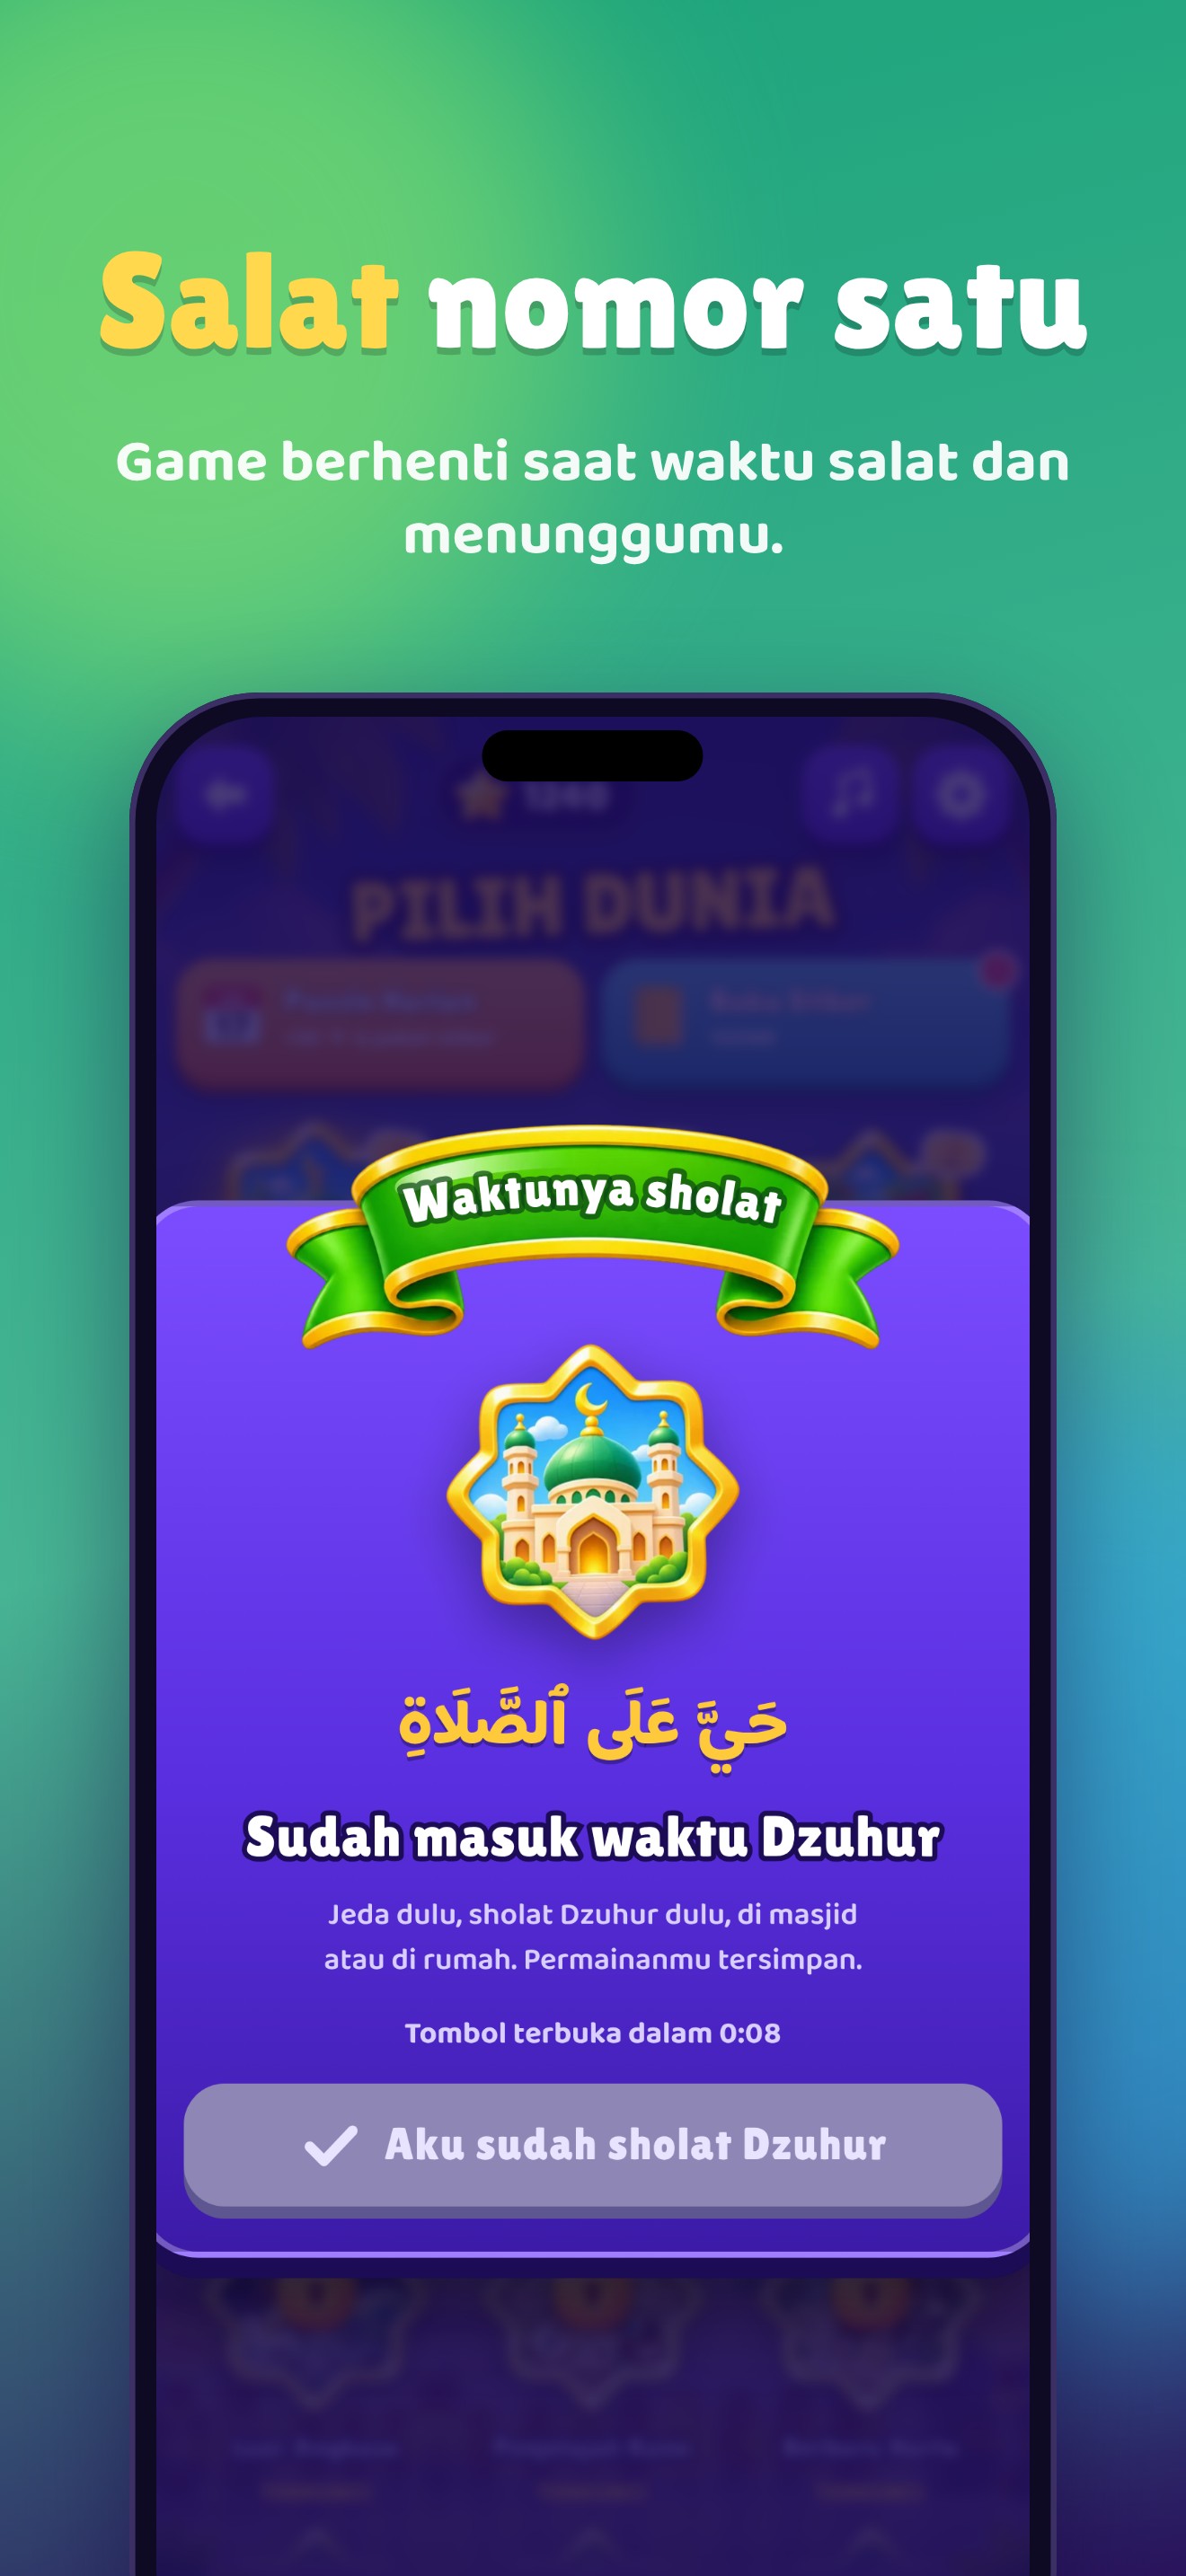 Salat nomor satu
Game berhenti saat waktu salat dan
menunggumu.
1240
PILIH DUNIA
Waktunya sholat
حَيَّ عَلَى ٱلصَّلَاةِ
Sudah masuk waktu Dzuhur
Jeda dulu, sholat Dzuhur dulu, di masjid
atau di rumah. Permainanmu tersimpan.
Tombol terbuka dalam 0:08
Aku sudah sholat Dzuhur